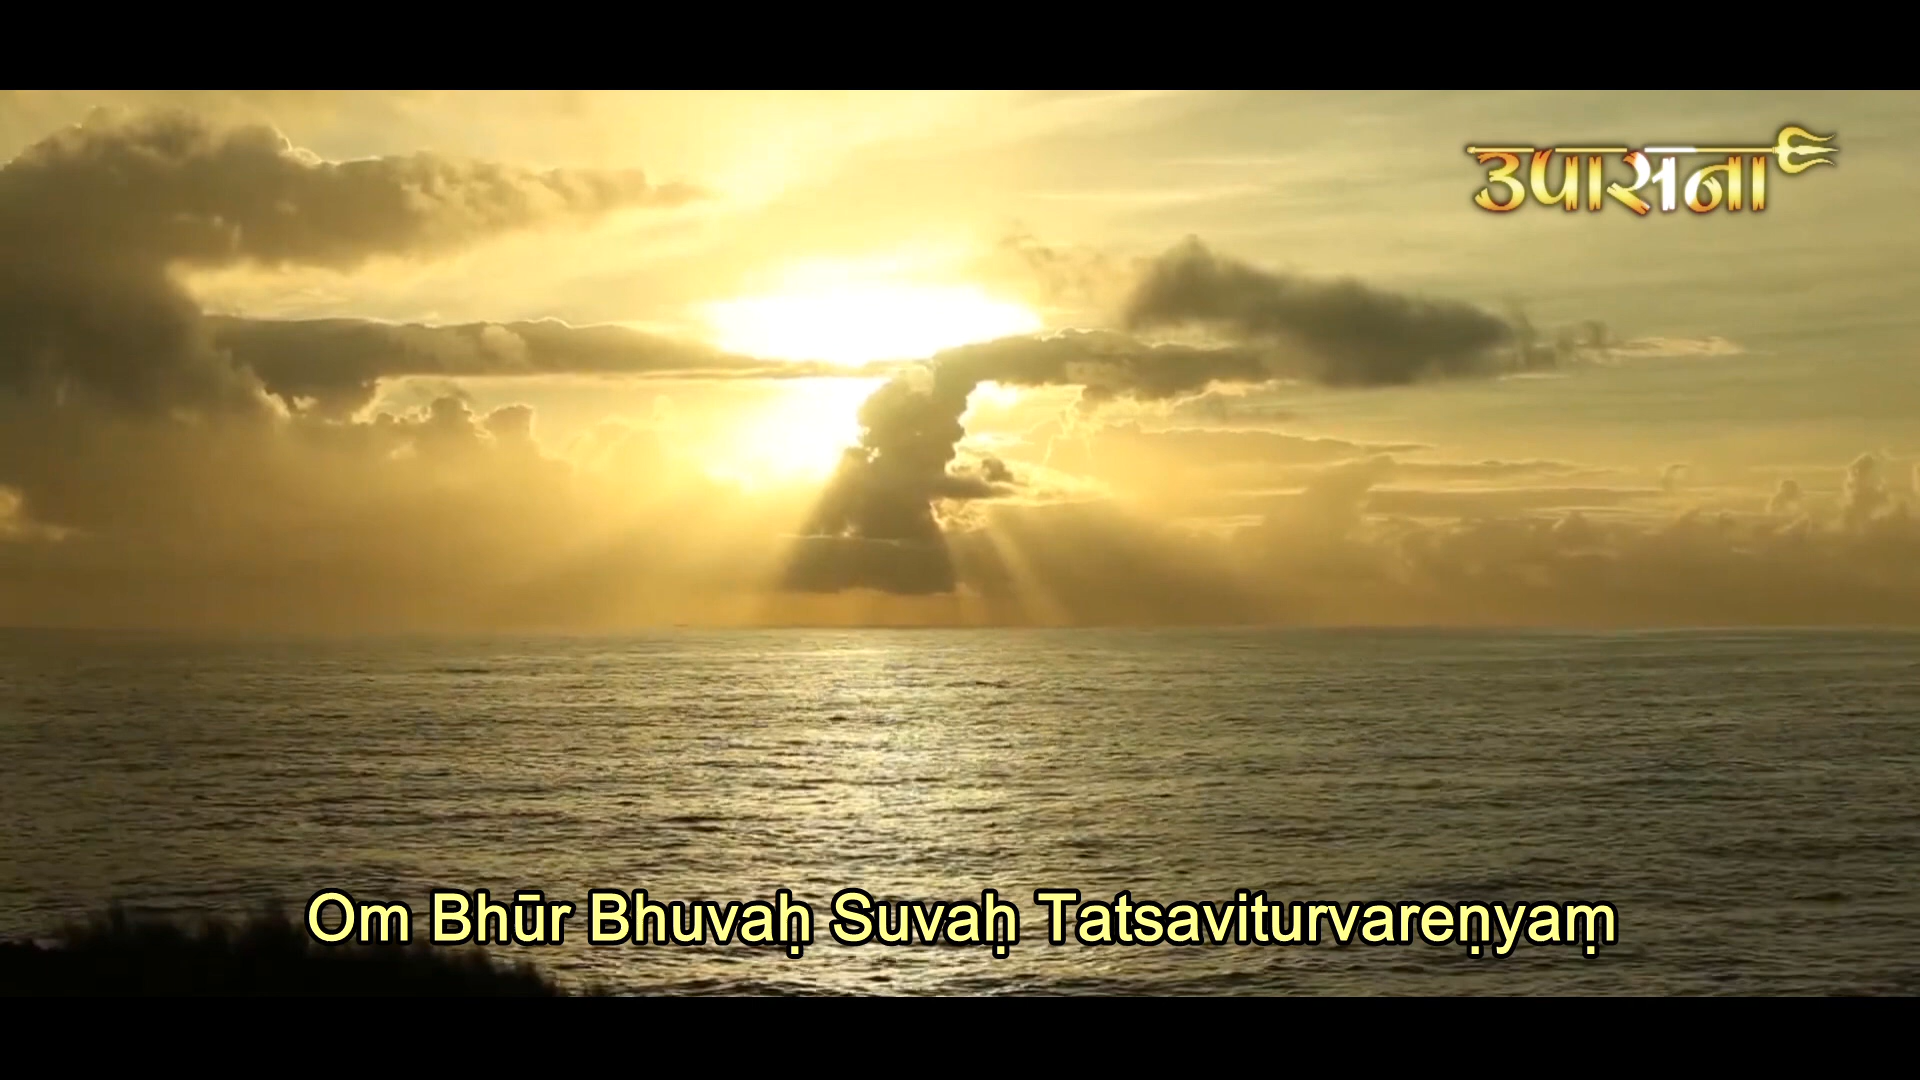 उपासना
Om Bhūr Bhuvaḥ Suvaḥ Tatsaviturvareṇyaṃ